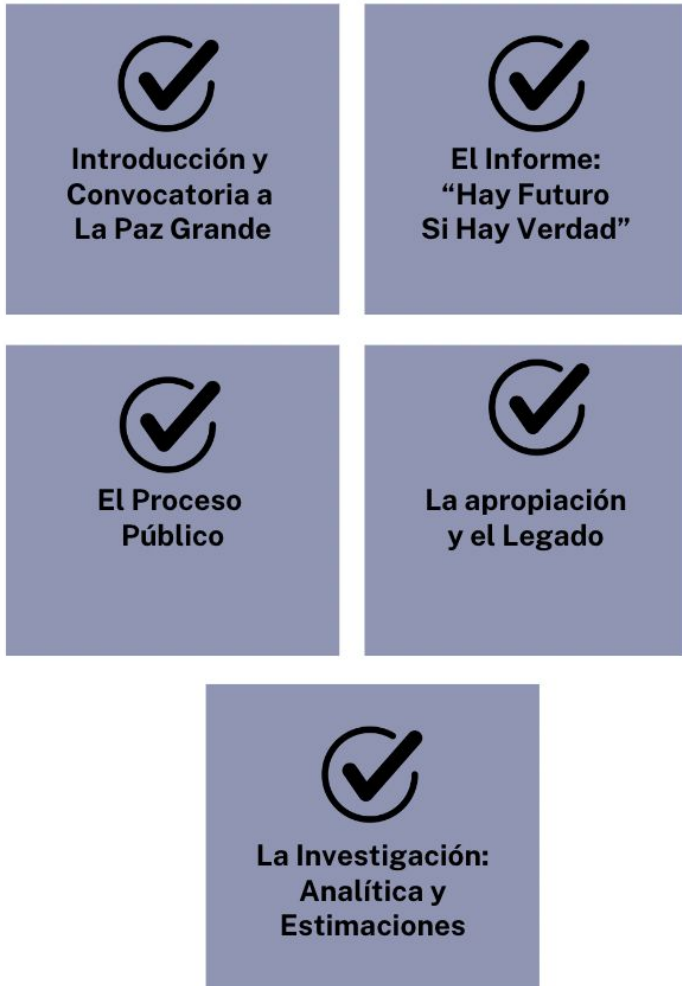 Introducción y
Convocatoria a
La Paz Grande
El Informe:
“Hay Futuro
Si Hay Verdad”
El Proceso
Público
La apropiación
y el Legado
La Investigación:
Analítica y
Estimaciones